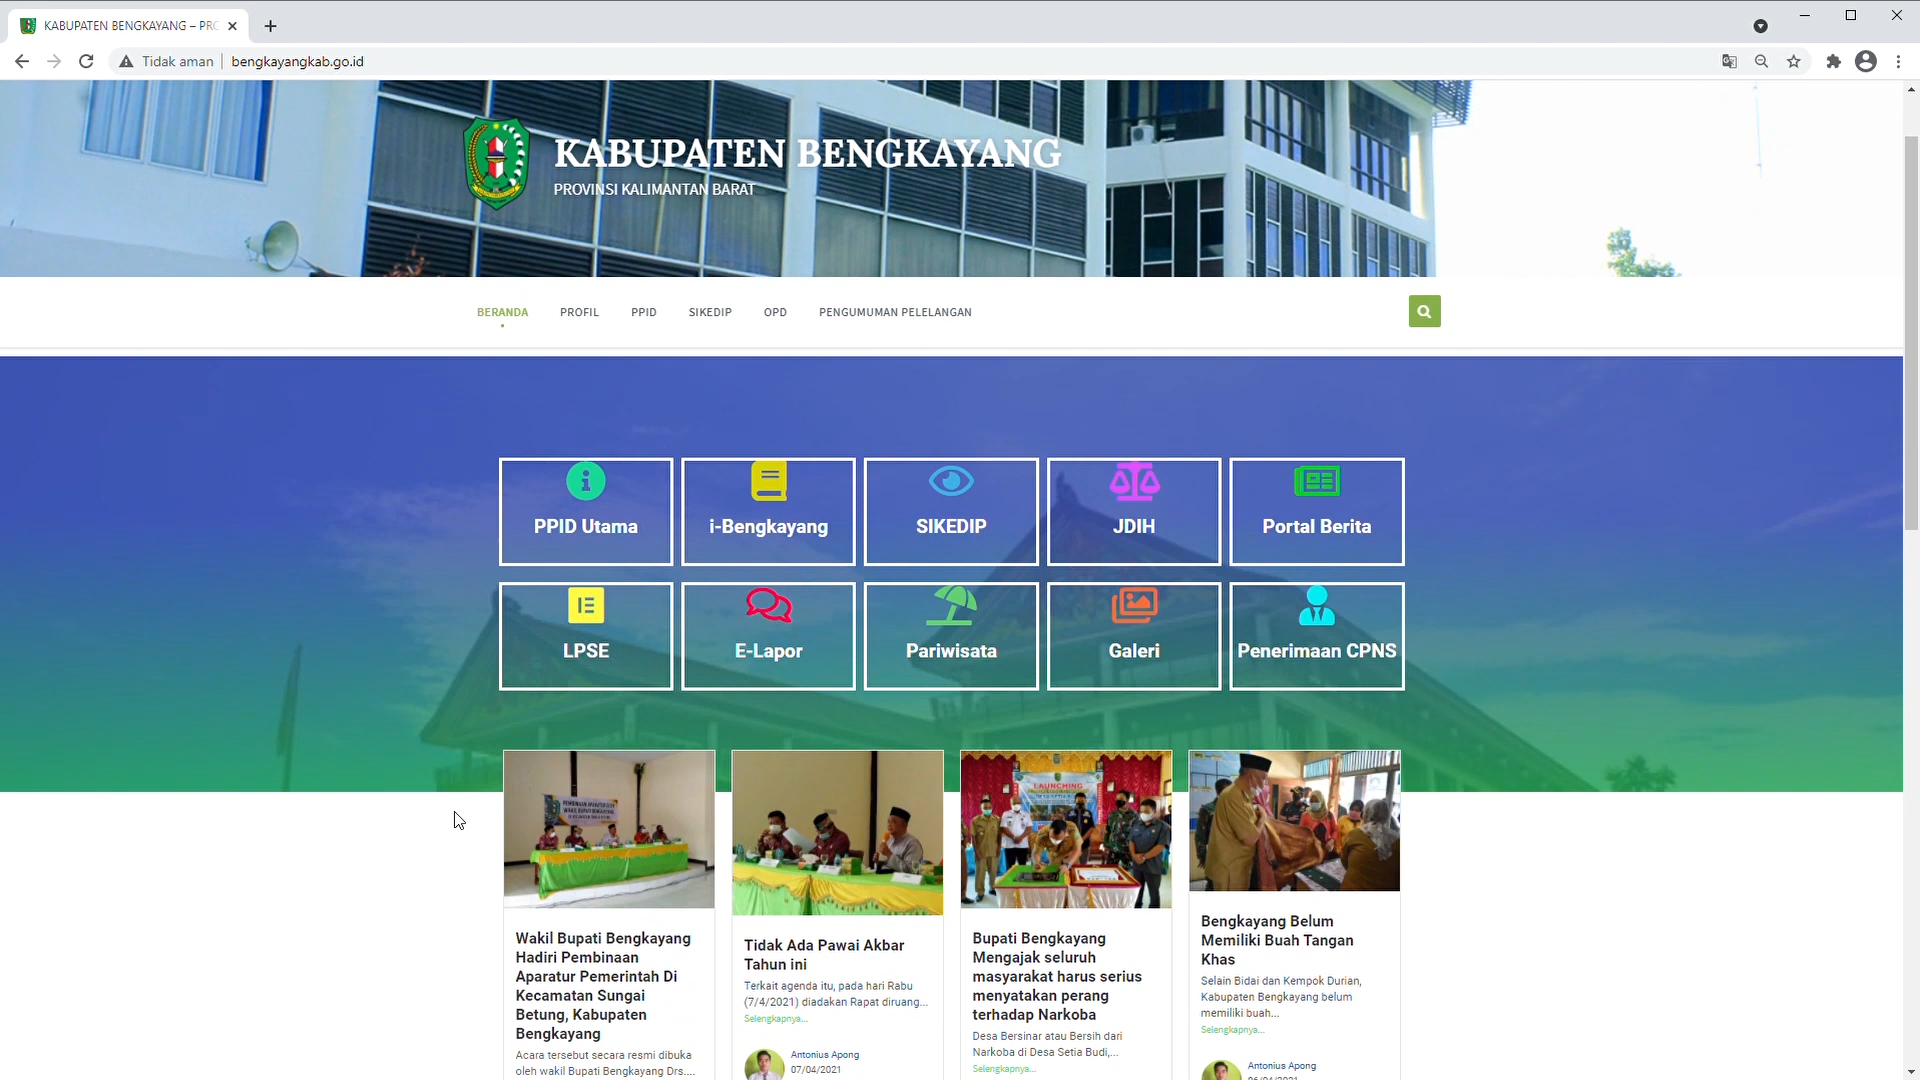 KABUPATEN BENGKAYANG – PRO
Tidak aman
bengkayangkab.go.id
KABUPATEN BENGKAYANG
PROVINSI KALIMANTAN BARAT
BERANDA
PROFIL
PPID
SIKEDIP
OPD
PENGUMUMAN PELELANGAN
PPID Utama
i-Bengkayang
SIKEDIP
JDIH
Portal Berita
LPSE
E-Lapor
Pariwisata
Galeri
Penerimaan CPNS
LAUNCHING
Wakil Bupati Bengkayang
Hadiri Pembinaan
Aparatur Pemerintah Di
Kecamatan Sungai
Betung, Kabupaten
Bengkayang
Acara tersebut secara resmi dibuka
oleh wakil Bupati Bengkayang Drs....
Tidak Ada Pawai Akbar
Tahun ini
Terkait agenda itu, pada hari Rabu
(7/4/2021) diadakan Rapat diruang...
Selengkapnya...
Antonius Apong
07/04/2021
Bupati Bengkayang
Mengajak seluruh
masyarakat harus serius
menyatakan perang
terhadap Narkoba
Desa Bersinar atau Bersih dari
Narkoba di Desa Setia Budi,...
Selengkapnya...
Bengkayang Belum
Memiliki Buah Tangan
Khas
Selain Bidai dan Kempok Durian,
Kabupaten Bengkayang belum
memiliki buah...
Selengkapnya...
Antonius Apong